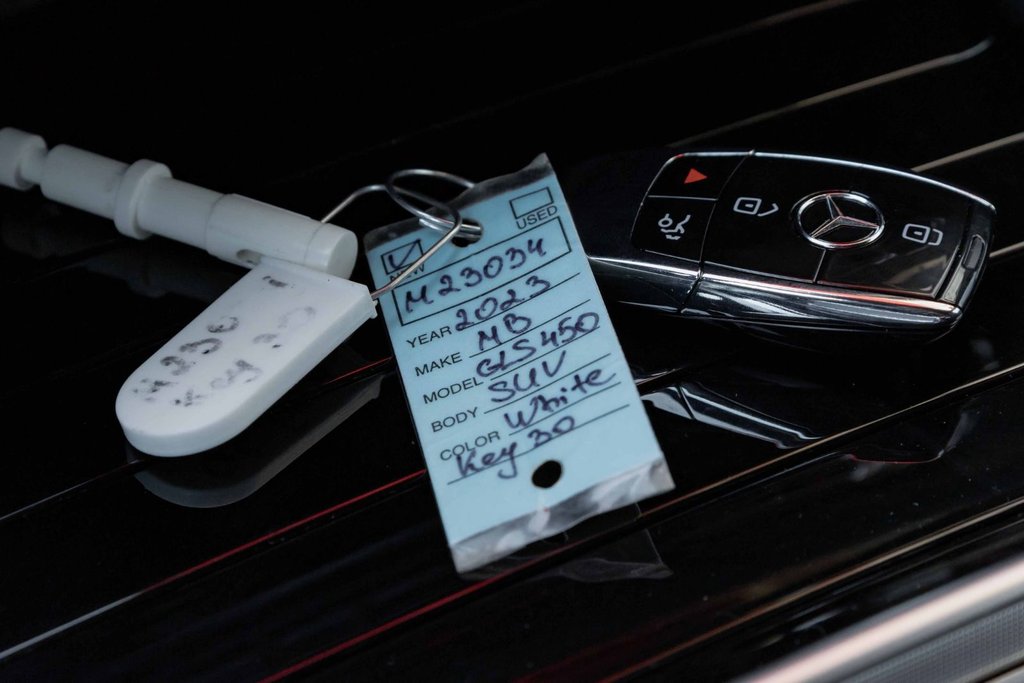 USED
NEW
M23034
YEAR 2023
MAKE MB
MODEL GLS450
BODY SUV
COLOR White
Key 30